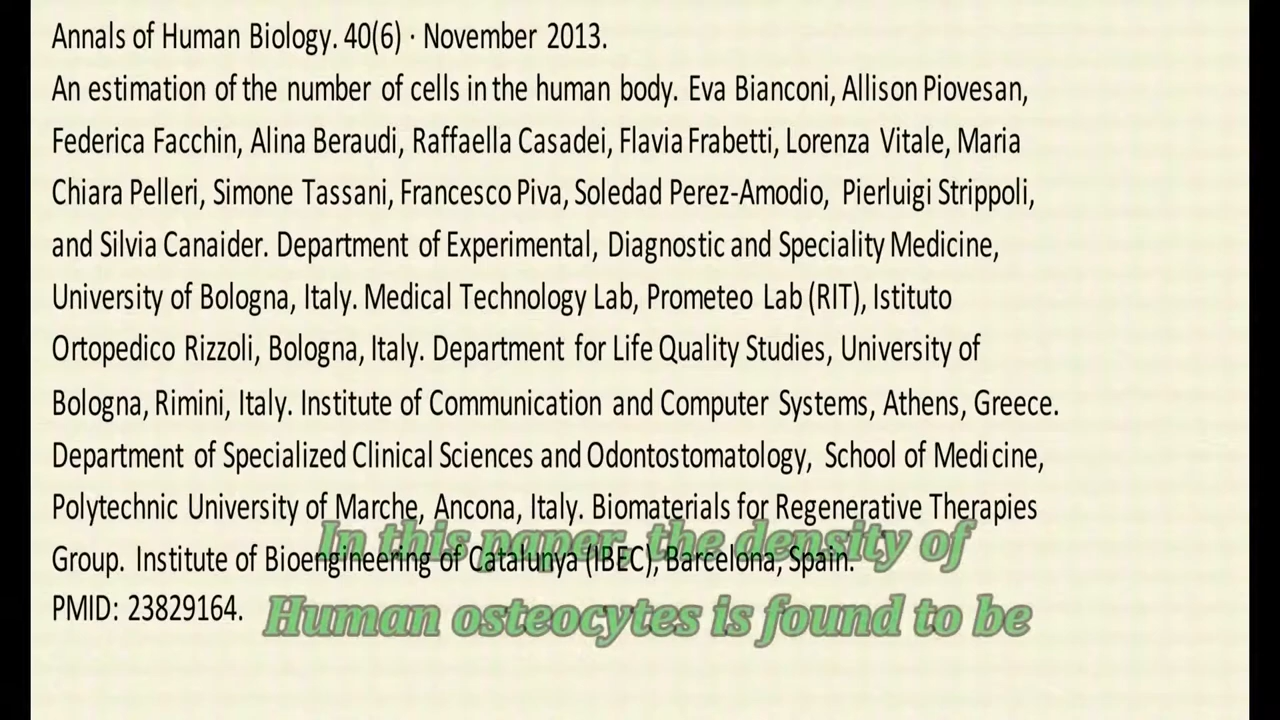 Annals of Human Biology. 40(6) · November 2013.
An estimation of the number of cells in the human body. Eva Bianconi, Allison Piovesan,
Federica Facchin, Alina Beraudi, Raffaella Casadei, Flavia Frabetti, Lorenza Vitale, Maria
Chiara Pelleri, Simone Tassani, Francesco Piva, Soledad Perez-Amodio, Pierluigi Strippoli,
and Silvia Canaider. Department of Experimental, Diagnostic and Speciality Medicine,
University of Bologna, Italy. Medical Technology Lab, Prometeo Lab (RIT), Istituto
Ortopedico Rizzoli, Bologna, Italy. Department for Life Quality Studies, University of
Bologna, Rimini, Italy. Institute of Communication and Computer Systems, Athens, Greece.
Department of Specialized Clinical Sciences and Odontostomatology, School of Medicine,
Polytechnic University of Marche, Ancona, Italy. Biomaterials for Regenerative Therapies
Group. Institute of Bioengineering of Catalunya (IBEC), Barcelona, Spain.
PMID: 23829164.
In this paper, the density of
Human osteocytes is found to be